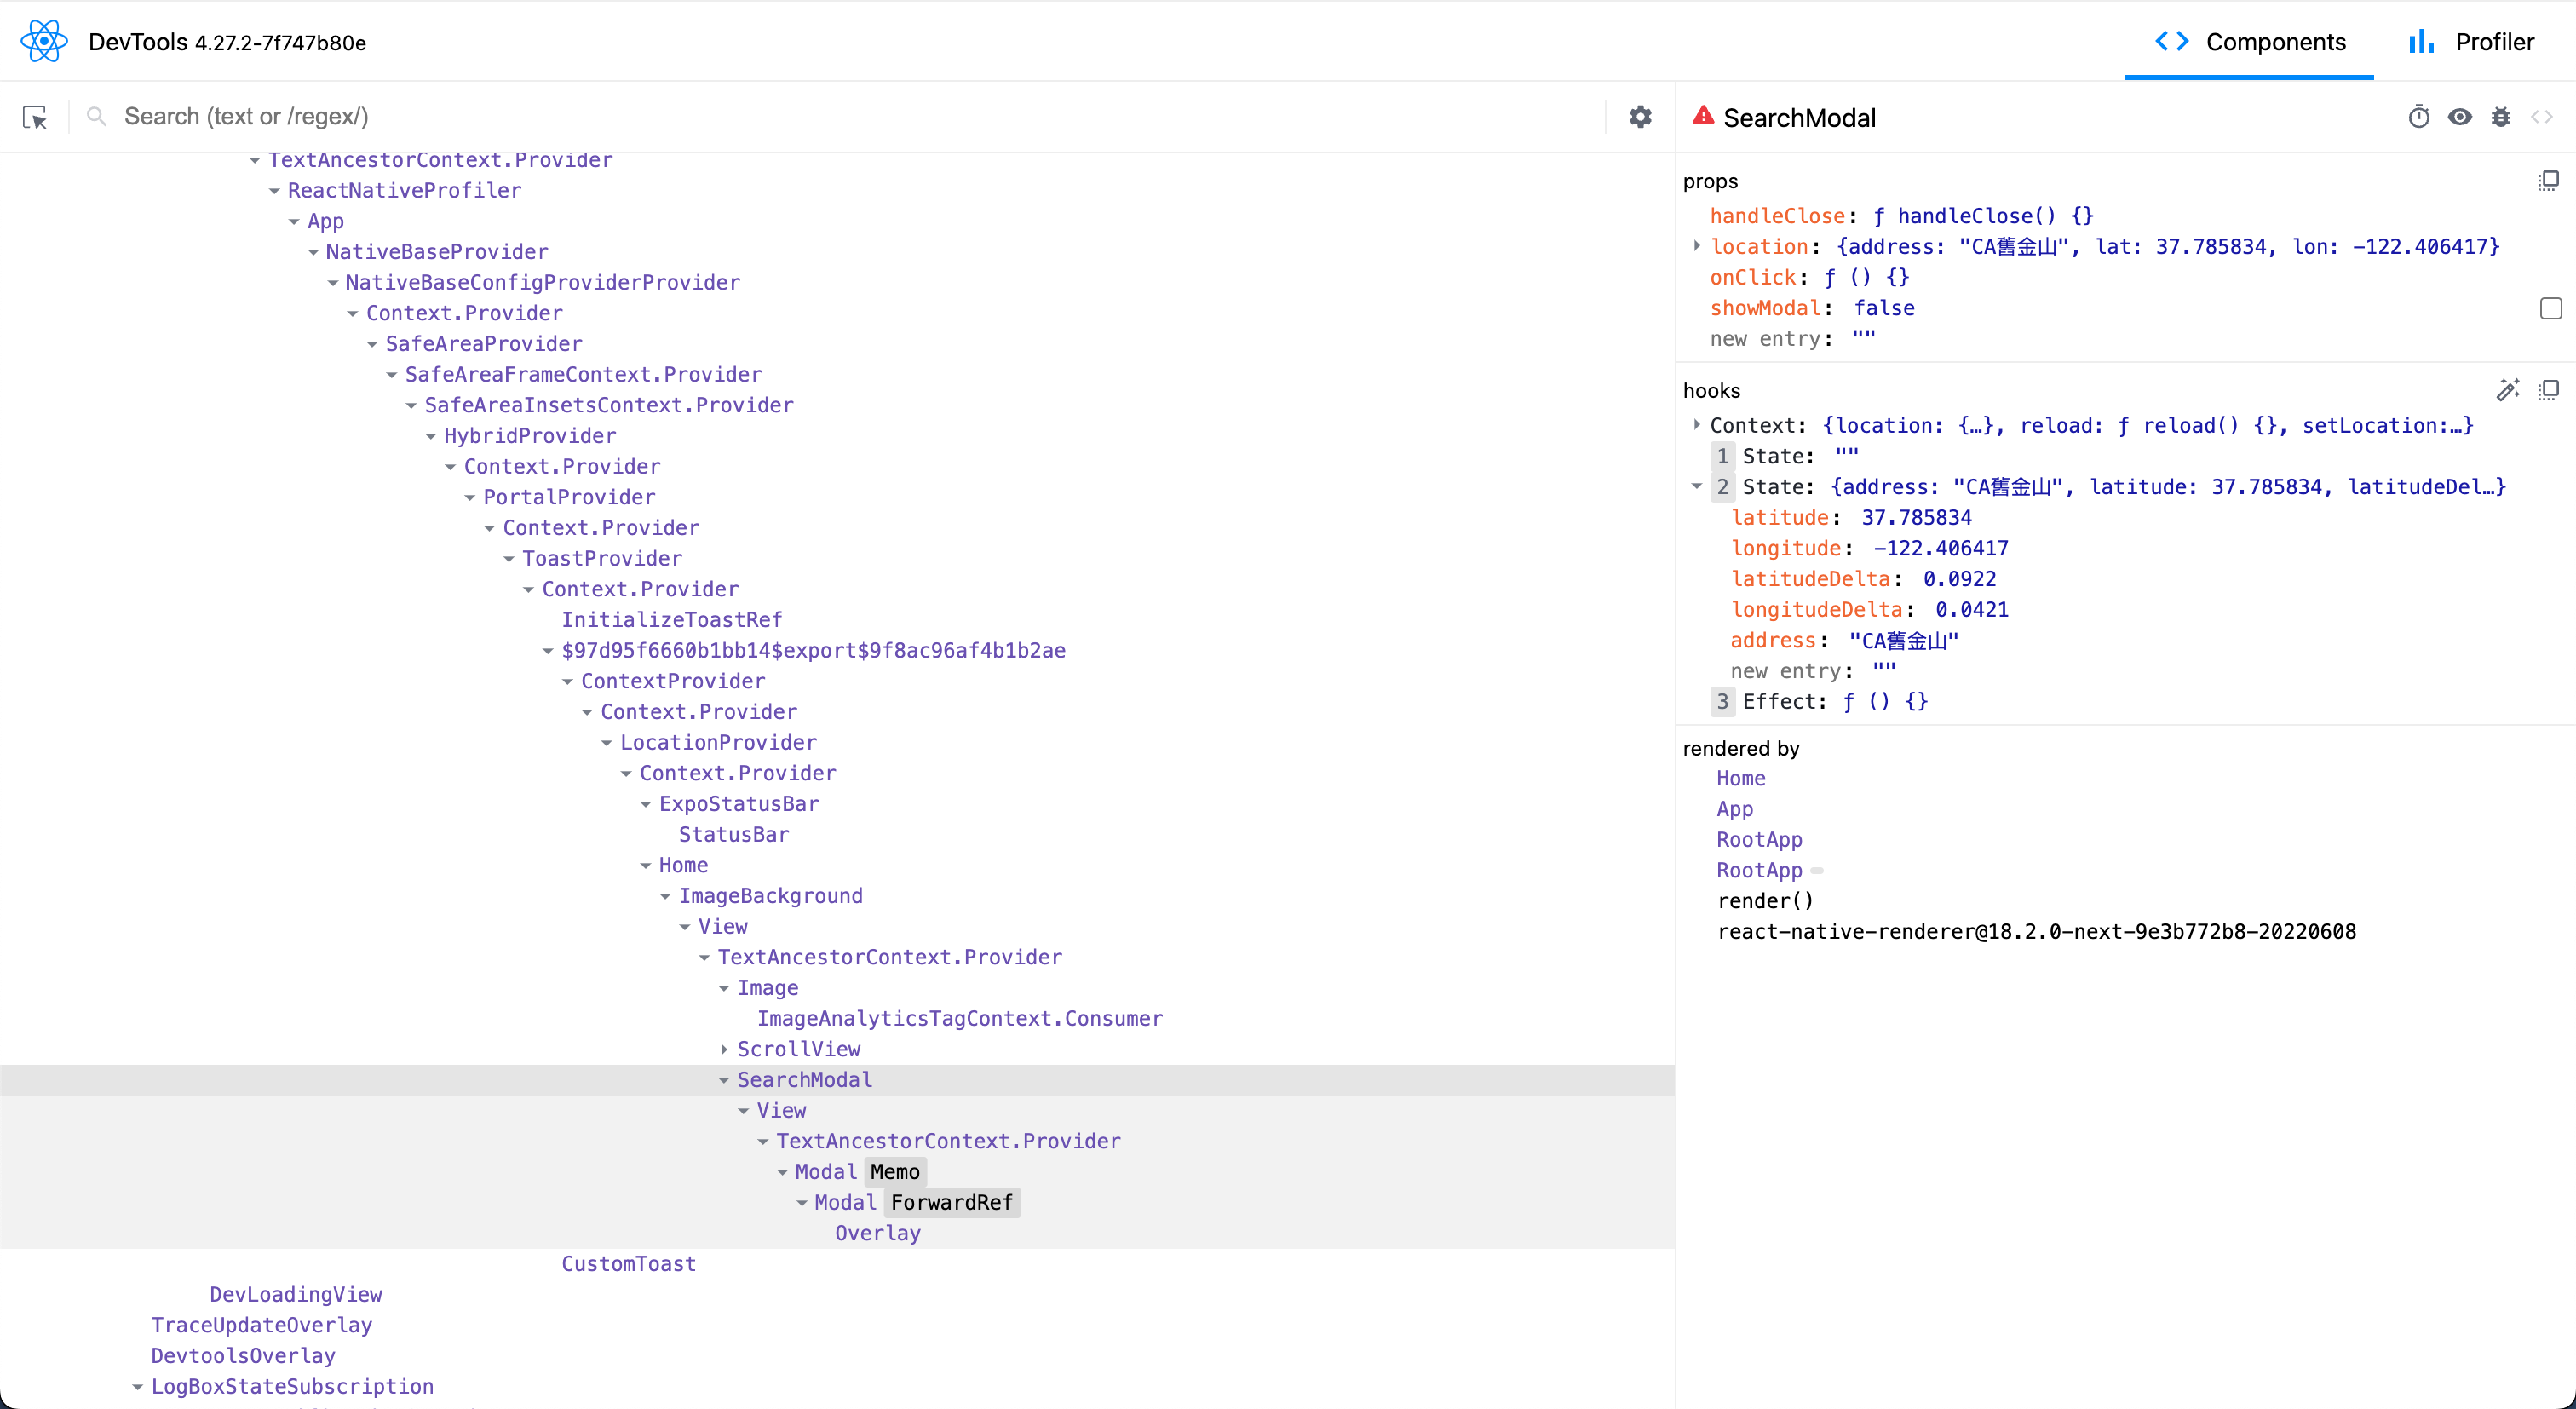 DevTools 4.27.2-7f747b80e
Components
Profiler
Search (text or /regex/)
TextAncestorContext.Provider
ReactNativeProfiler
App
NativeBaseProvider
NativeBaseConfigProviderProvider
Context.Provider
SafeAreaProvider
SafeAreaFrameContext.Provider
SafeAreaInsetsContext.Provider
HybridProvider
Context.Provider
PortalProvider
Context.Provider
ToastProvider
Context.Provider
InitializeToastRef
$97d95f6660b1bb14$export$9f8ac96af4b1b2ae
ContextProvider
Context.Provider
LocationProvider
Context.Provider
ExpoStatusBar
StatusBar
Home
ImageBackground
View
TextAncestorContext.Provider
Image
ImageAnalyticsTagContext.Consumer
ScrollView
SearchModal
View
TextAncestorContext.Provider
Modal Memo
Modal ForwardRef
Overlay
CustomToast
DevLoadingView
TraceUpdateOverlay
DevtoolsOverlay
LogBoxStateSubscription
SearchModal
props
handleClose: ƒ handleClose() {}
location: {address: "CA舊金山", lat: 37.785834, lon: -122.406417}
onClick: ƒ () {}
showModal: false
new entry: ""
hooks
Context: {location: {…}, reload: ƒ reload() {}, setLocation:…}
1 State: ""
2 State: {address: "CA舊金山", latitude: 37.785834, latitudeDel…}
latitude: 37.785834
longitude: -122.406417
latitudeDelta: 0.0922
longitudeDelta: 0.0421
address: "CA舊金山"
new entry: ""
3 Effect: ƒ () {}
rendered by
Home
App
RootApp
RootApp
render()
react-native-renderer@18.2.0-next-9e3b772b8-20220608